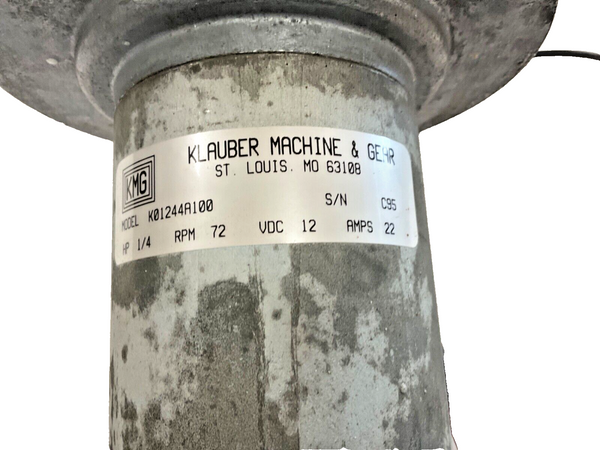 KLAUBER MACHINE & GEAR
ST. LOUIS, MO 63108
KMG
MODEL K01244A100 S/N C95
HP 1/4 RPM 72 VDC 12 AMPS 22